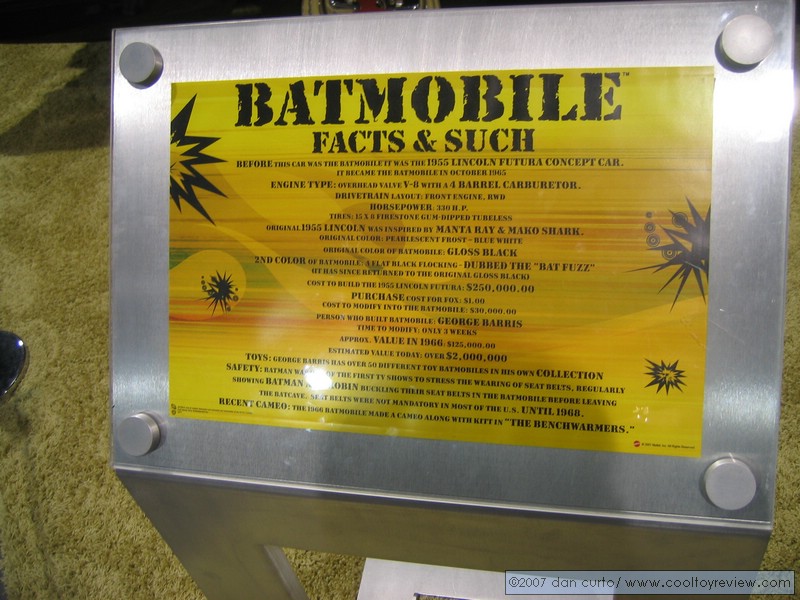 BATMOBILE™
FACTS & SUCH
BEFORE THIS CAR WAS THE BATMOBILE IT WAS THE 1955 LINCOLN FUTURA CONCEPT CAR.
IT BECAME THE BATMOBILE IN OCTOBER 1965
ENGINE TYPE: OVERHEAD VALVE V-8 WITH A 4 BARREL CARBURETOR.
DRIVETRAIN LAYOUT: FRONT ENGINE, RWD
HORSEPOWER: 330 H.P.
TIRES: 15 X 8 FIRESTONE GUM-DIPPED TUBELESS
ORIGINAL 1955 LINCOLN WAS INSPIRED BY MANTA RAY & MAKO SHARK.
ORIGINAL COLOR: PEARLESCENT FROST - BLUE WHITE
ORIGINAL COLOR OF BATMOBILE: GLOSS BLACK
2ND COLOR OF BATMOBILE: A FLAT BLACK FLOCKING - DUBBED THE "BAT FUZZ"
(IT HAS SINCE RETURNED TO THE ORIGINAL GLOSS BLACK)
COST TO BUILD THE 1955 LINCOLN FUTURA: $250,000.00
PURCHASE COST FOR FOX: $1.00
COST TO MODIFY INTO THE BATMOBILE: $30,000.00
PERSON WHO BUILT BATMOBILE: GEORGE BARRIS
TIME TO MODIFY: ONLY 3 WEEKS
APPROX. VALUE IN 1966: $125,000.00
ESTIMATED VALUE TODAY: OVER $2,000,000
TOYS: GEORGE BARRIS HAS OVER 50 DIFFERENT TOY BATMOBILES IN HIS OWN COLLECTION
SAFETY: BATMAN WAS OF THE FIRST TV SHOWS TO STRESS THE WEARING OF SEAT BELTS, REGULARLY
SHOWING BATMAN ROBIN BUCKLING THEIR SEAT BELTS IN THE BATMOBILE BEFORE LEAVING
THE BATCAVE. SEAT BELTS WERE NOT MANDATORY IN MOST OF THE U.S. UNTIL 1968.
RECENT CAMEO: THE 1966 BATMOBILE MADE A CAMEO ALONG WITH KITT IN "THE BENCHWARMERS."
© 2007 Mattel, Inc. All Rights Reserved
©2007 dan curto/ www.cooltoyreview.com